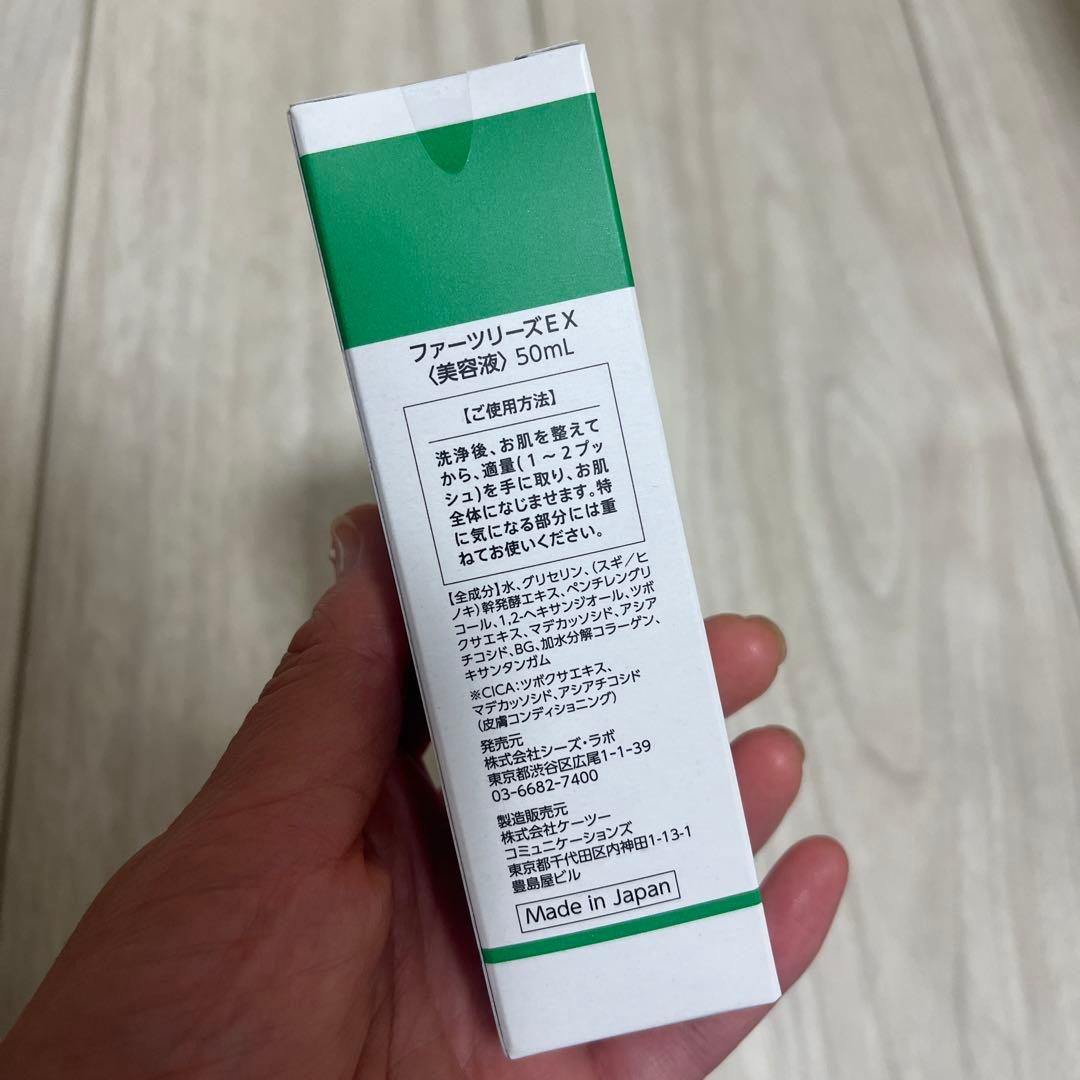 ファーツリーズEX
〈美容液〉50mL
【ご使用方法】
洗浄後、お肌を整えて
から、適量(1～2プッ
シュ)を手に取り、お肌
全体になじませます。特
に気になる部分には重
ねてお使いください。
【全成分】水、グリセリン、(スギ／ヒ
ノキ)幹発酵エキス、ペンチレングリ
コール、1,2-ヘキサンジオール、ツボ
クサエキス、マデカッソシド、アシア
チコシド、BG、加水分解コラーゲン、
キサンタンガム
※CICA：ツボクサエキス、
マデカッソシド、アシアチコシド
(皮膚コンディショニング)
発売元
株式会社シーズ・ラボ
東京都渋谷区広尾1-1-39
03-6682-7400
製造販売元
株式会社ケーツー
コミュニケーションズ
東京都千代田区内神田1-13-1
豊島屋ビル
Made in Japan